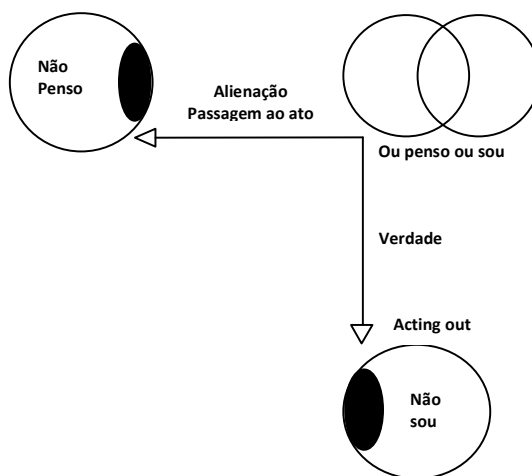 Não
Penso
Alienação
Passagem ao ato
Ou penso ou sou
Verdade
Acting out
Não
sou